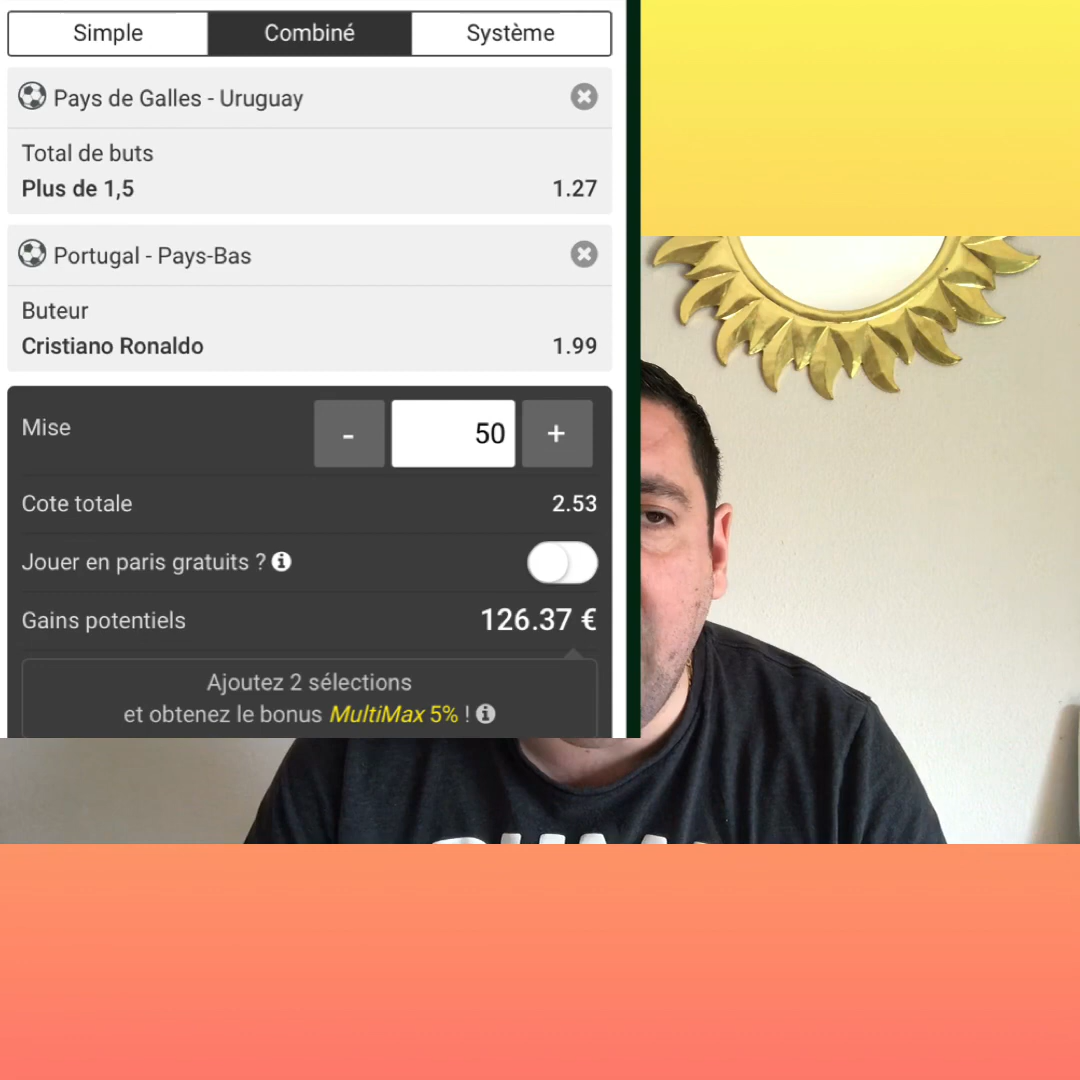 Simple Combiné Système
Pays de Galles - Uruguay
Total de buts
Plus de 1,5 1.27
Portugal - Pays-Bas
Buteur
Cristiano Ronaldo 1.99
Mise - 50 +
Cote totale 2.53
Jouer en paris gratuits ?
Gains potentiels 126.37 €
Ajoutez 2 sélections
et obtenez le bonus MultiMax 5% !